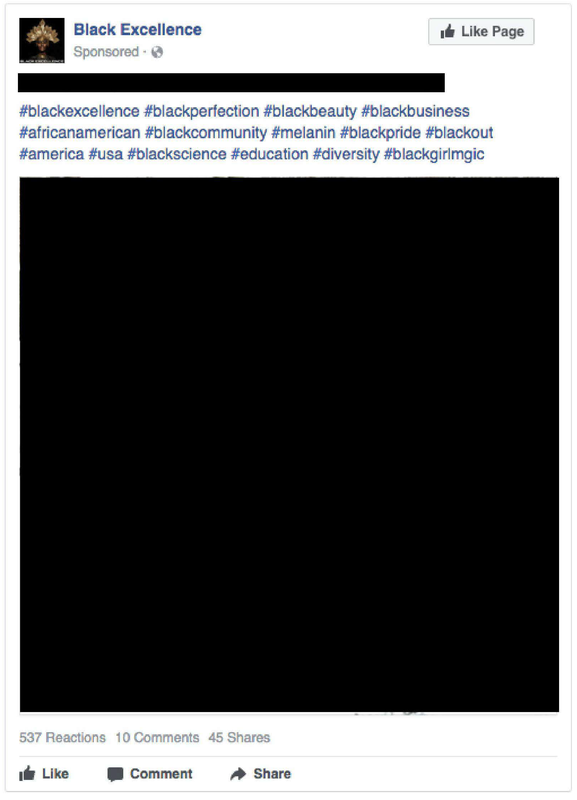 Black Excellence
Sponsored ·
Like Page
#blackexcellence #blackperfection #blackbeauty #blackbusiness
#africanamerican #blackcommunity #melanin #blackpride #blackout
#america #usa #blackscience #education #diversity #blackgirlmgic
537 Reactions 10 Comments 45 Shares
Like Comment Share